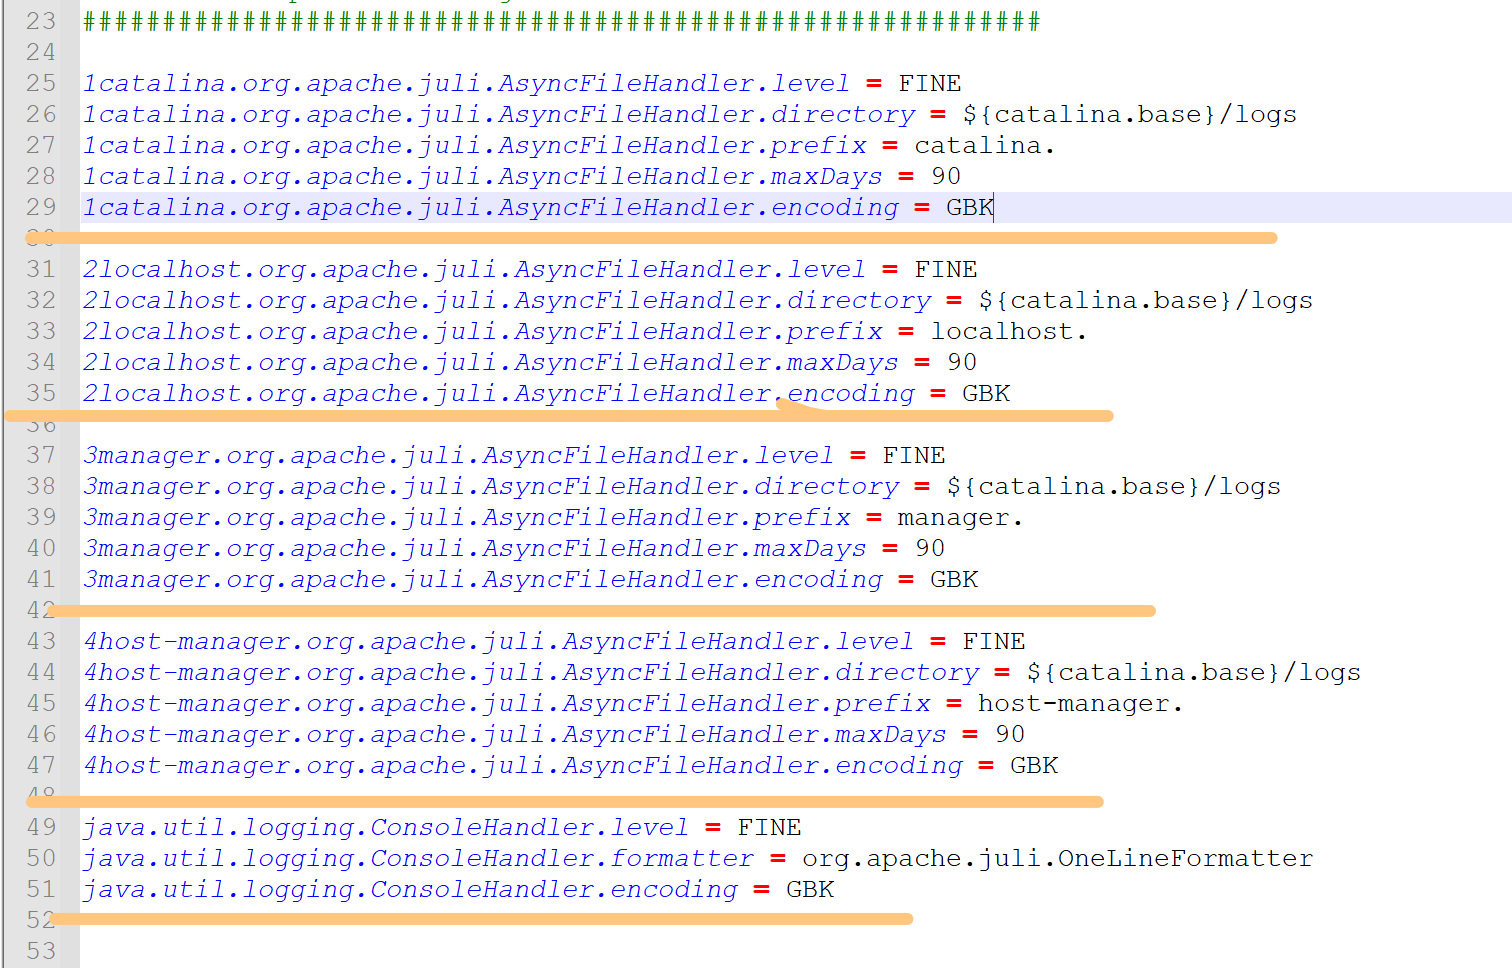 23 ############################################################
24
25 1catalina.org.apache.juli.AsyncFileHandler.level = FINE
26 1catalina.org.apache.juli.AsyncFileHandler.directory = ${catalina.base}/logs
27 1catalina.org.apache.juli.AsyncFileHandler.prefix = catalina.
28 1catalina.org.apache.juli.AsyncFileHandler.maxDays = 90
29 1catalina.org.apache.juli.AsyncFileHandler.encoding = GBK
30
31 2localhost.org.apache.juli.AsyncFileHandler.level = FINE
32 2localhost.org.apache.juli.AsyncFileHandler.directory = ${catalina.base}/logs
33 2localhost.org.apache.juli.AsyncFileHandler.prefix = localhost.
34 2localhost.org.apache.juli.AsyncFileHandler.maxDays = 90
35 2localhost.org.apache.juli.AsyncFileHandler.encoding = GBK
36
37 3manager.org.apache.juli.AsyncFileHandler.level = FINE
38 3manager.org.apache.juli.AsyncFileHandler.directory = ${catalina.base}/logs
39 3manager.org.apache.juli.AsyncFileHandler.prefix = manager.
40 3manager.org.apache.juli.AsyncFileHandler.maxDays = 90
41 3manager.org.apache.juli.AsyncFileHandler.encoding = GBK
42
43 4host-manager.org.apache.juli.AsyncFileHandler.level = FINE
44 4host-manager.org.apache.juli.AsyncFileHandler.directory = ${catalina.base}/logs
45 4host-manager.org.apache.juli.AsyncFileHandler.prefix = host-manager.
46 4host-manager.org.apache.juli.AsyncFileHandler.maxDays = 90
47 4host-manager.org.apache.juli.AsyncFileHandler.encoding = GBK
48
49 java.util.logging.ConsoleHandler.level = FINE
50 java.util.logging.ConsoleHandler.formatter = org.apache.juli.OneLineFormatter
51 java.util.logging.ConsoleHandler.encoding = GBK
52
53